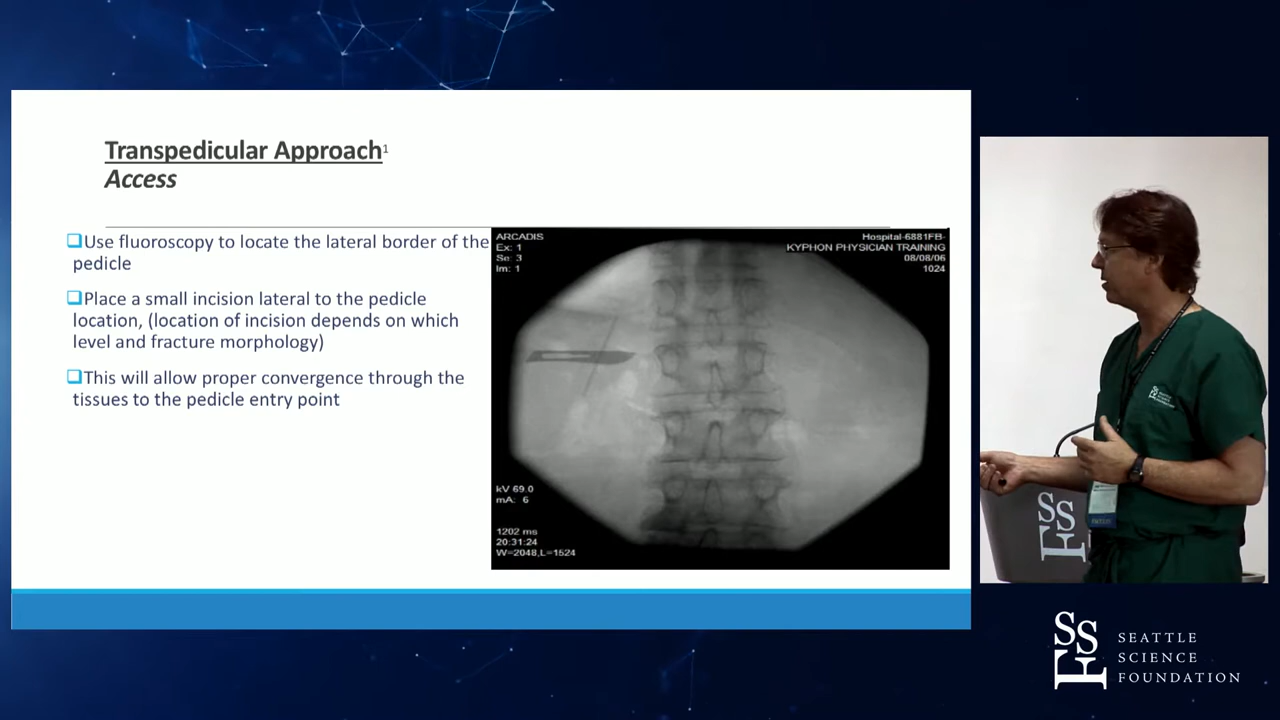 Transpedicular Approach1
Access
Use fluoroscopy to locate the lateral border of the
pedicle
Place a small incision lateral to the pedicle
location, (location of incision depends on which
level and fracture morphology)
This will allow proper convergence through the
tissues to the pedicle entry point
ARCADIS
Ex: 1
Se: 3
Im: 1
Hospital-6881FB-
KYPHON PHYSICIAN TRAINING
08/08/06
1024
kV 69.0
mA: 6
1202 ms
20:31:24
W=2048,L=1524
SSF
SSF
SEATTLE
SCIENCE
FOUNDATION